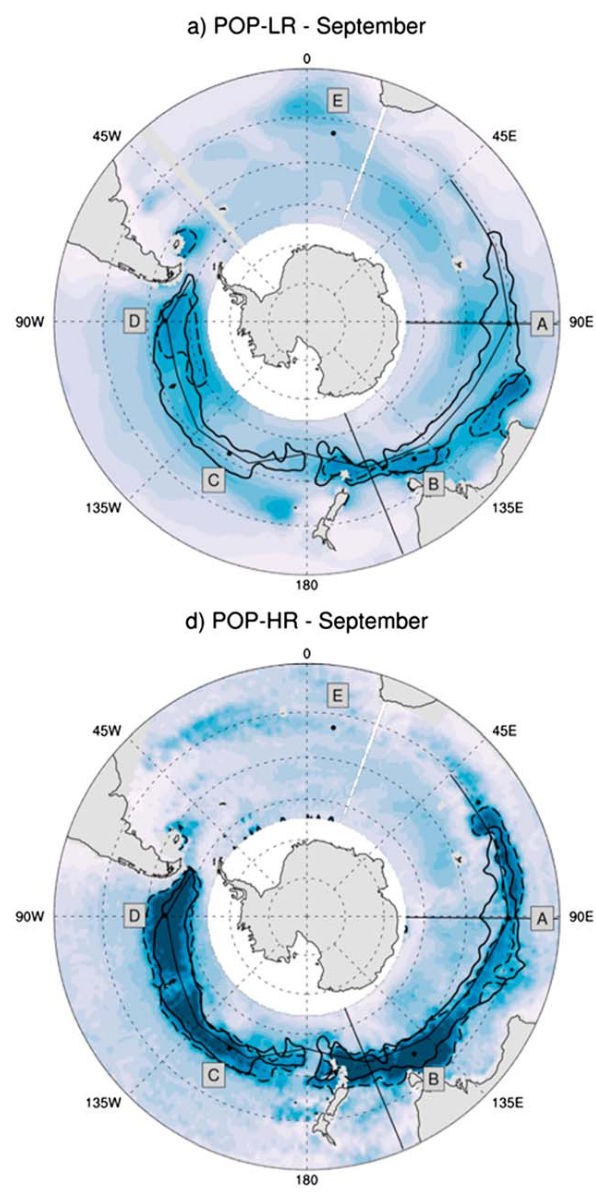 a) POP-LR - September
0
E
45W
45E
90W
D
A
90E
C
B
135W
135E
180
d) POP-HR - September
0
E
45W
45E
90W
D
A
90E
C
B
135W
135E
180